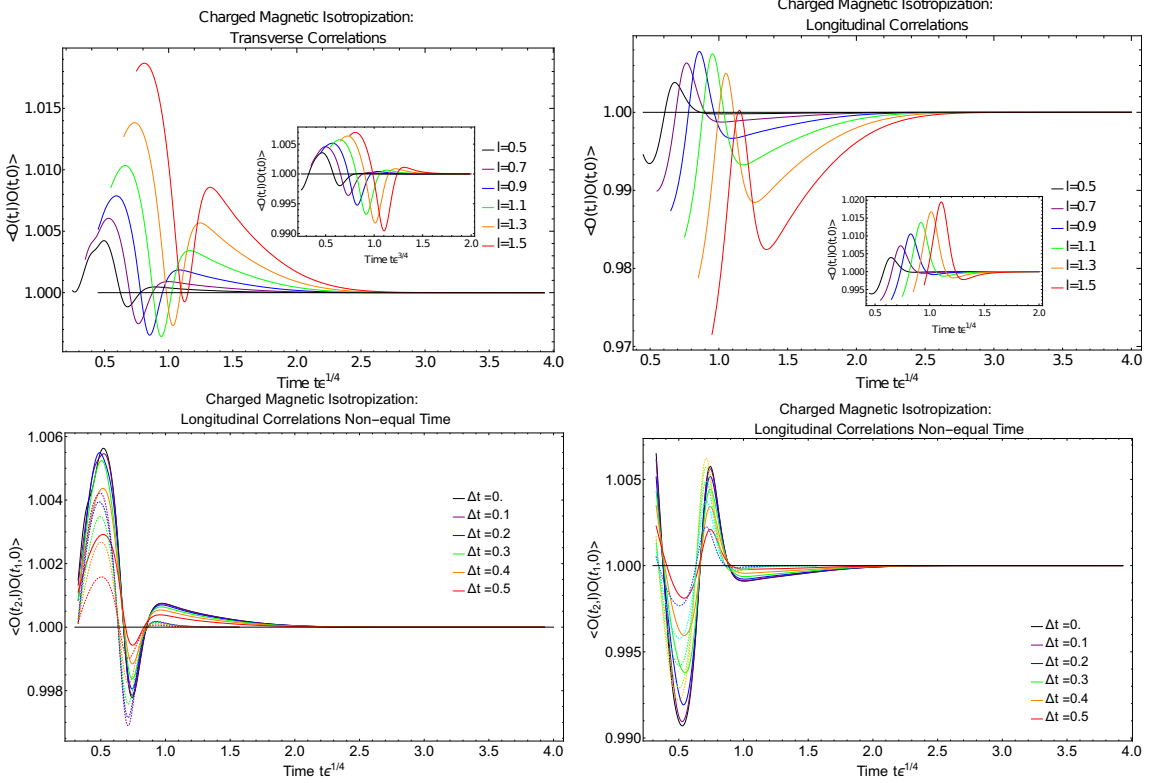 Charged Magnetic Isotropization:
Transverse Correlations
<O(t,l)O(t,0)>
1.015
1.010
1.005
1.000
0.5 1.0 1.5 2.0 2.5 3.0 3.5 4.0
Time tϵ1/4
<O(t,l)O(t,0)>
1.005
1.000
0.995
0.990
0.5 1.0 1.5 2.0
Time tϵ3/4
l=0.5
l=0.7
l=0.9
l=1.1
l=1.3
l=1.5
Charged Magnetic Isotropization:
Longitudinal Correlations
<O(t,l)O(t,0)>
1.00
0.99
0.98
0.97
0.5 1.0 1.5 2.0 2.5 3.0 3.5 4.0
Time tϵ1/4
<O(t,l)O(t,0)>
1.020
1.015
1.010
1.005
1.000
0.995
0.5 1.0 1.5 2.0
Time tϵ1/4
l=0.5
l=0.7
l=0.9
l=1.1
l=1.3
l=1.5
Charged Magnetic Isotropization:
Longitudinal Correlations Non−equal Time
<O(t2,l)O(t1,0)>
1.006
1.004
1.002
1.000
0.998
0.5 1.0 1.5 2.0 2.5 3.0 3.5 4.0
Time tϵ1/4
Δt =0.
Δt =0.1
Δt =0.2
Δt =0.3
Δt =0.4
Δt =0.5
Charged Magnetic Isotropization:
Longitudinal Correlations Non−equal Time
<O(t2,l)O(t1,0)>
1.005
1.000
0.995
0.990
0.5 1.0 1.5 2.0 2.5 3.0 3.5 4.0
Time tϵ1/4
Δt =0.
Δt =0.1
Δt =0.2
Δt =0.3
Δt =0.4
Δt =0.5